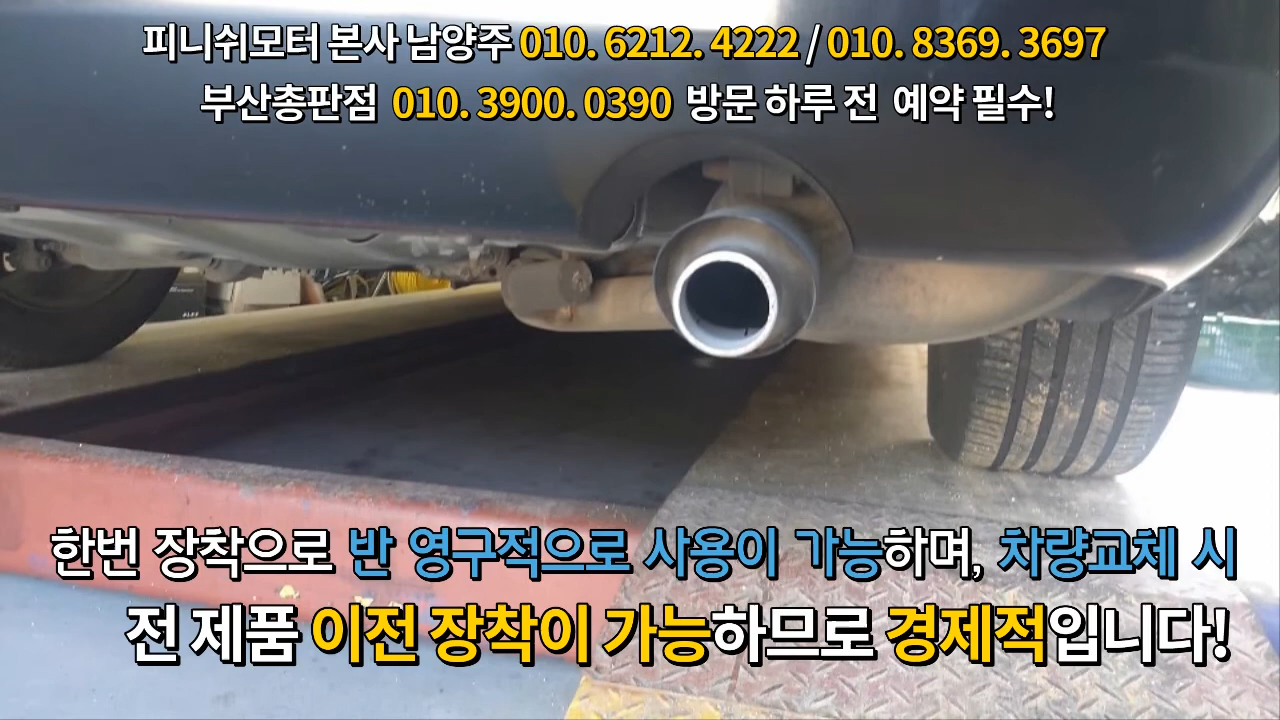 피니쉬모터 본사 남양주 010. 6212. 4222 / 010. 8369. 3697
부산총판점 010. 3900. 0390 방문 하루 전 예약 필수!
한번 장착으로 반 영구적으로 사용이 가능하며, 차량교체 시
전 제품 이전 장착이 가능하므로 경제적입니다!